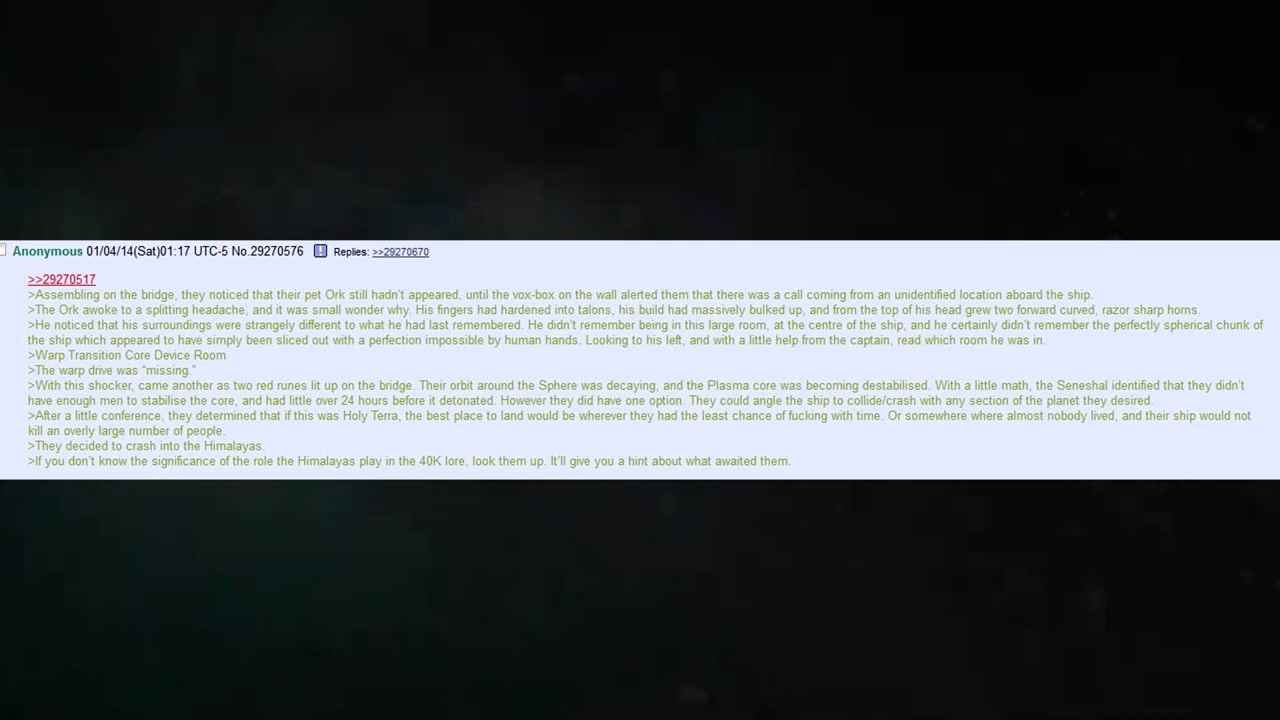 Anonymous 01/04/14(Sat)01:17 UTC-5 No.29270576 Replies: >>29270670
>>29270517
>Assembling on the bridge, they noticed that their pet Ork still hadn't appeared, until the vox-box on the wall alerted them that there was a call coming from an unidentified location aboard the ship.
>The Ork awoke to a splitting headache, and it was small wonder why. His fingers had hardened into talons, his build had massively bulked up, and from the top of his head grew two forward curved, razor sharp horns.
>He noticed that his surroundings were strangely different to what he had last remembered. He didn't remember being in this large room, at the centre of the ship, and he certainly didn't remember the perfectly spherical chunk of
the ship which appeared to have simply been sliced out with a perfection impossible by human hands. Looking to his left, and with a little help from the captain, read which room he was in.
>Warp Transition Core Device Room
>The warp drive was "missing."
>With this shocker, came another as two red runes lit up on the bridge. Their orbit around the Sphere was decaying, and the Plasma core was becoming destabilised. With a little math, the Seneshal identified that they didn't
have enough men to stabilise the core, and had little over 24 hours before it detonated. However they did have one option. They could angle the ship to collide/crash with any section of the planet they desired.
>After a little conference, they determined that if this was Holy Terra, the best place to land would be wherever they had the least chance of fucking with time. Or somewhere where almost nobody lived, and their ship would not
kill an overly large number of people.
>They decided to crash into the Himalayas.
>If you don't know the significance of the role the Himalayas play in the 40K lore, look them up. It'll give you a hint about what awaited them.